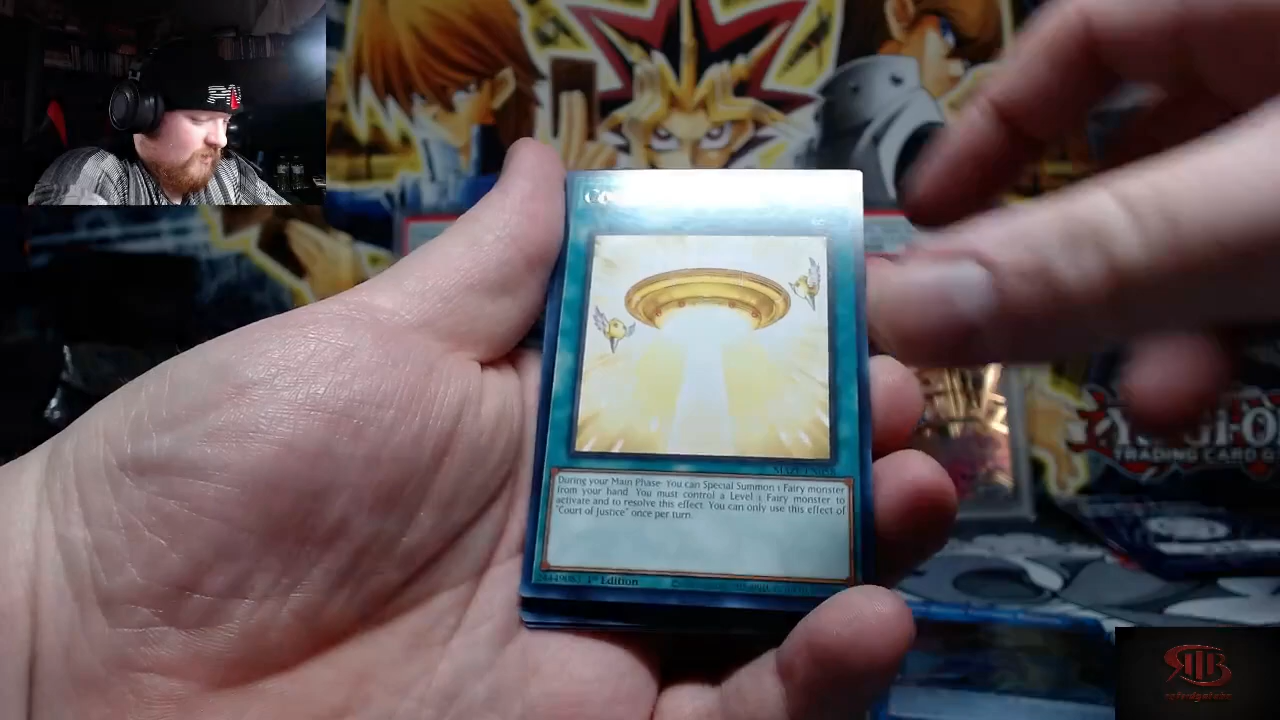 Co
During your Main Phase: You can Special Summon 1 Fairy monster
from your hand. You must control a Level 1 Fairy monster to
activate and to resolve this effect. You can only use this effect of
"Court of Justice" once per turn.
1st Edition
YU-GI-O
TRADING CARD G